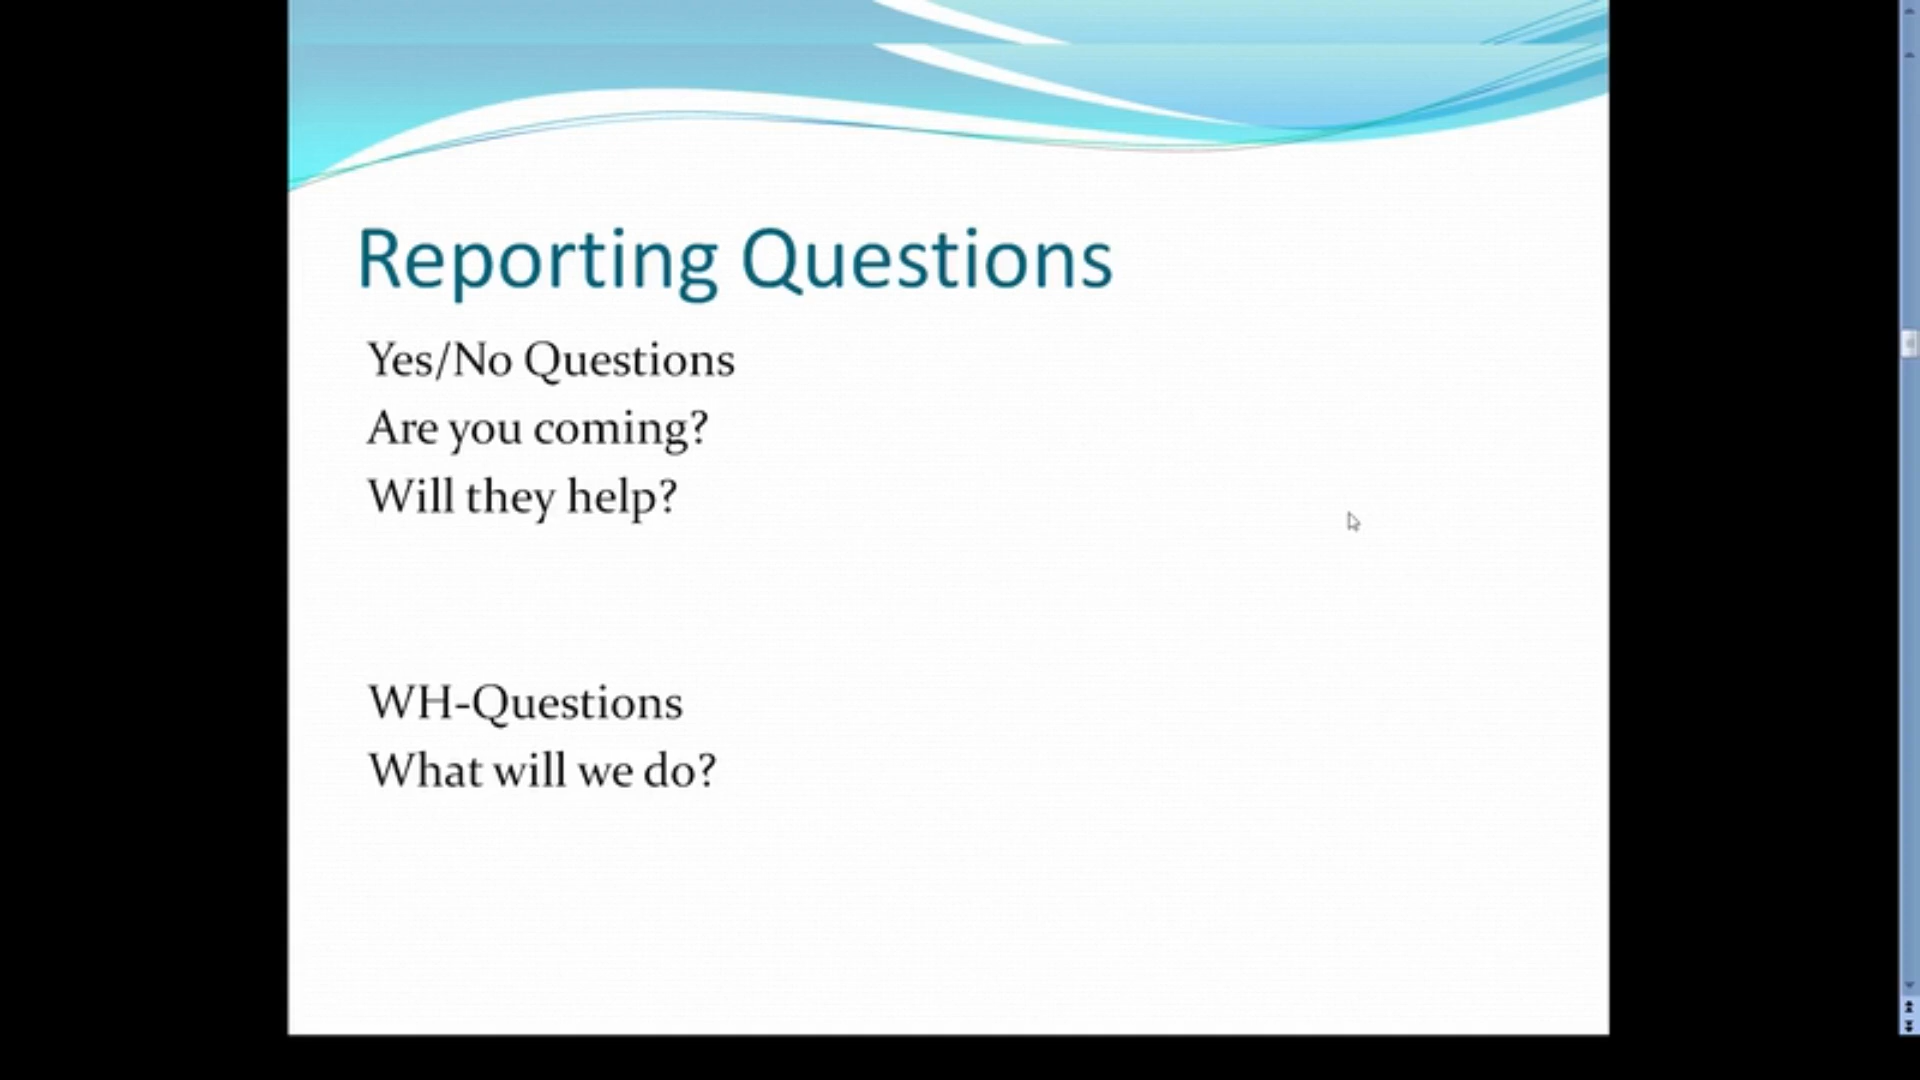 Reporting Questions
Yes/No Questions
Are you coming?
Will they help?
WH-Questions
What will we do?